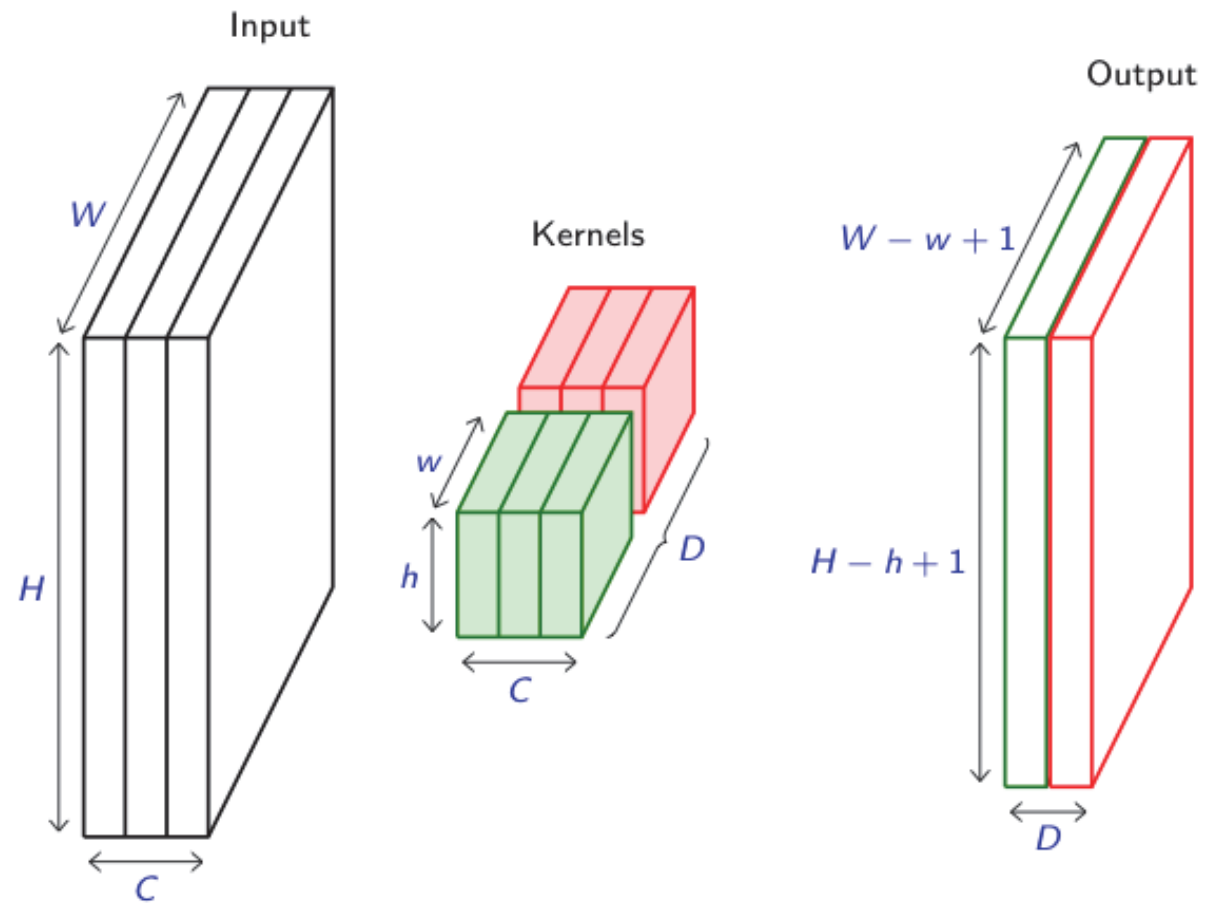 Input
W
H
C
Kernels
w
h
C
D
Output
W − w + 1
H − h + 1
D